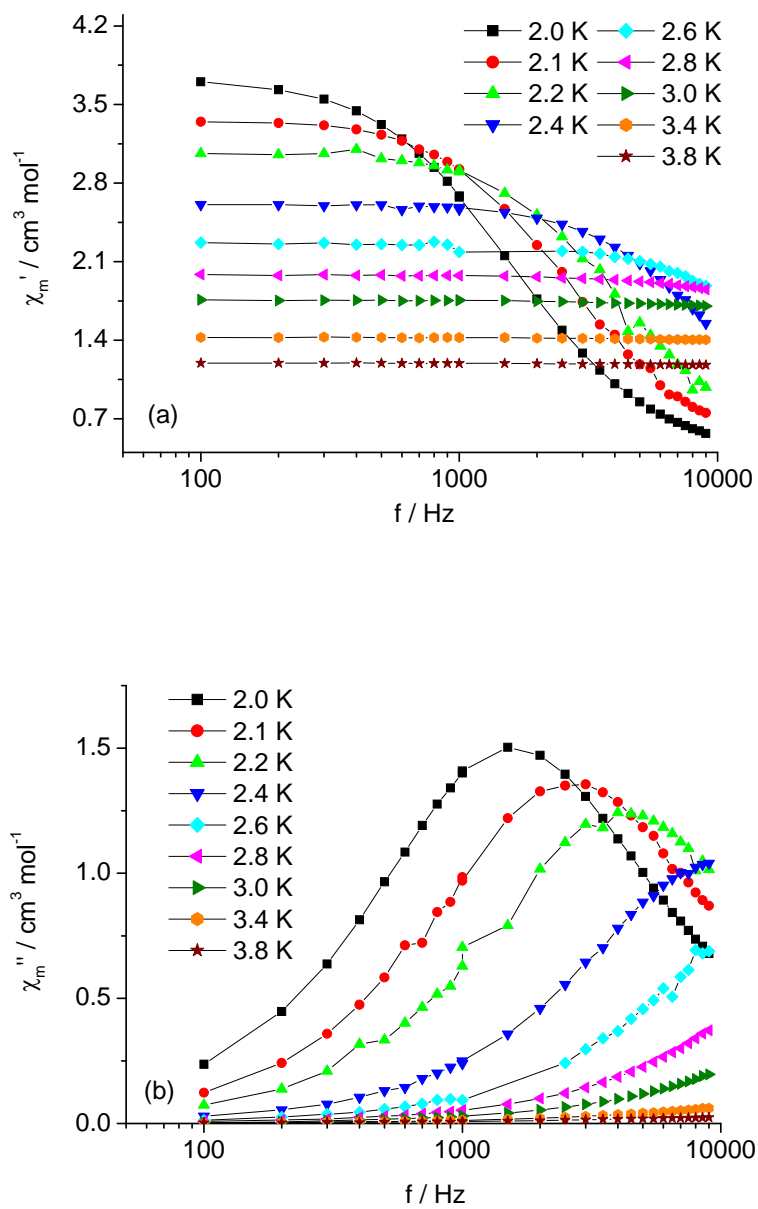 4.2
3.5
2.8
2.1
1.4
0.7
χm' / cm³ mol⁻¹
2.0 K
2.1 K
2.2 K
2.4 K
2.6 K
2.8 K
3.0 K
3.4 K
3.8 K
(a)
100
1000
10000
f / Hz
1.5
1.0
0.5
0.0
χm'' / cm³ mol⁻¹
2.0 K
2.1 K
2.2 K
2.4 K
2.6 K
2.8 K
3.0 K
3.4 K
3.8 K
(b)
100
1000
10000
f / Hz